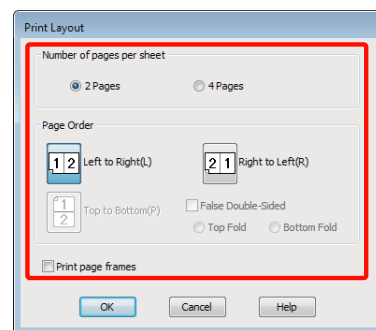 Print Layout
Number of pages per sheet
2 Pages 4 Pages
Page Order
1 2 Left to Right(L) 2 1 Right to Left(R)
1 2 Top to Bottom(P) False Double-Sided
Top Fold Bottom Fold
Print page frames
OK Cancel Help